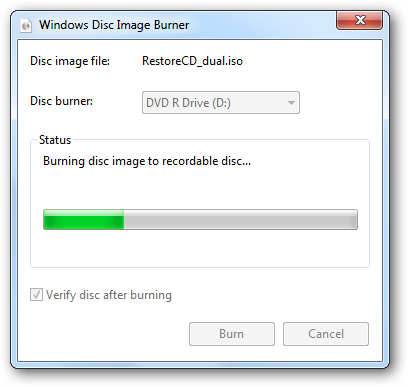 Windows Disc Image Burner
Disc image file: RestoreCD_dual.iso
Disc burner: DVD R Drive (D:)
Status
Burning disc image to recordable disc...
Verify disc after burning
Burn Cancel